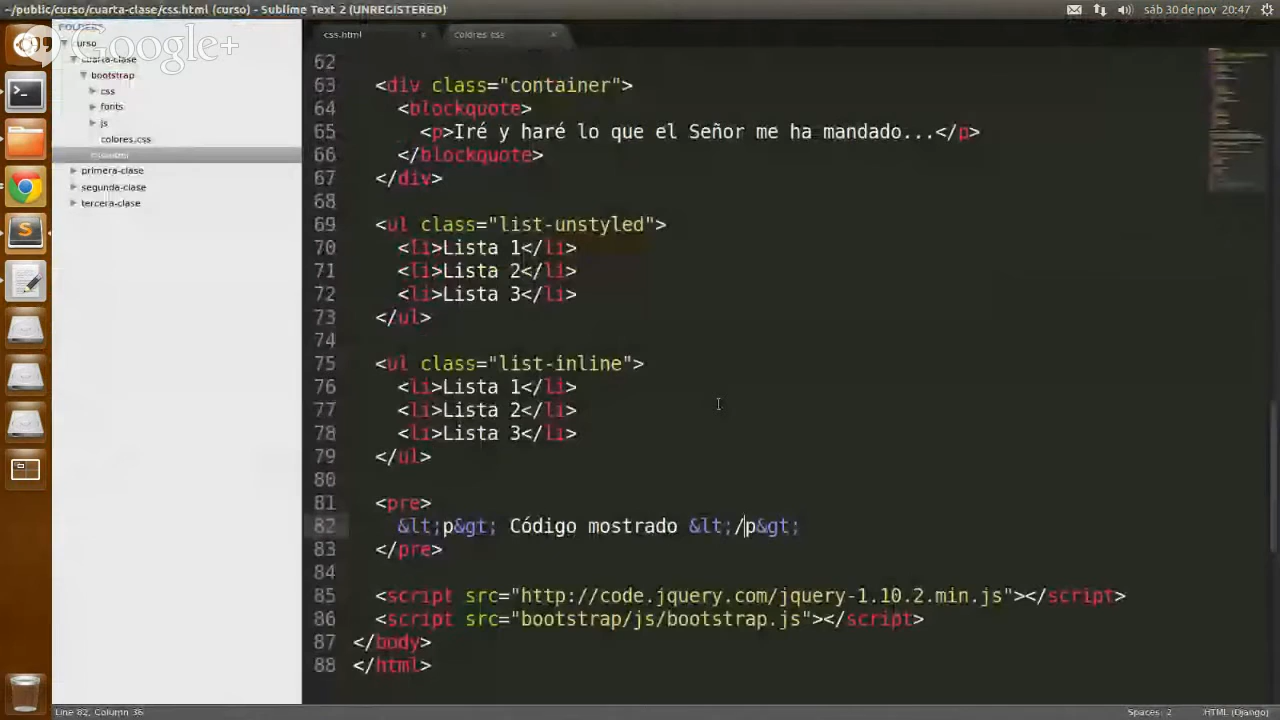 ~/public/curso/cuarta-clase/css.html (curso) - Sublime Text 2 (UNREGISTERED)
sáb 30 de nov 20:47
Google+
FOLDERS
curso
cuarta-clase
bootstrap
css
fonts
js
colores.css
css.html
primera-clase
segunda-clase
tercera-clase
css.html
colores.css
62
63 <div class="container">
64 <blockquote>
65 <p>Iré y haré lo que el Señor me ha mandado...</p>
66 </blockquote>
67 </div>
68
69 <ul class="list-unstyled">
70 <li>Lista 1</li>
71 <li>Lista 2</li>
72 <li>Lista 3</li>
73 </ul>
74
75 <ul class="list-inline">
76 <li>Lista 1</li>
77 <li>Lista 2</li>
78 <li>Lista 3</li>
79 </ul>
80
81 <pre>
82 &lt;p&gt; Código mostrado &lt;/p&gt;
83 </pre>
84
85 <script src="http://code.jquery.com/jquery-1.10.2.min.js"></script>
86 <script src="bootstrap/js/bootstrap.js"></script>
87 </body>
88 </html>
Line 82, Column 36
Spaces: 2
HTML (Django)